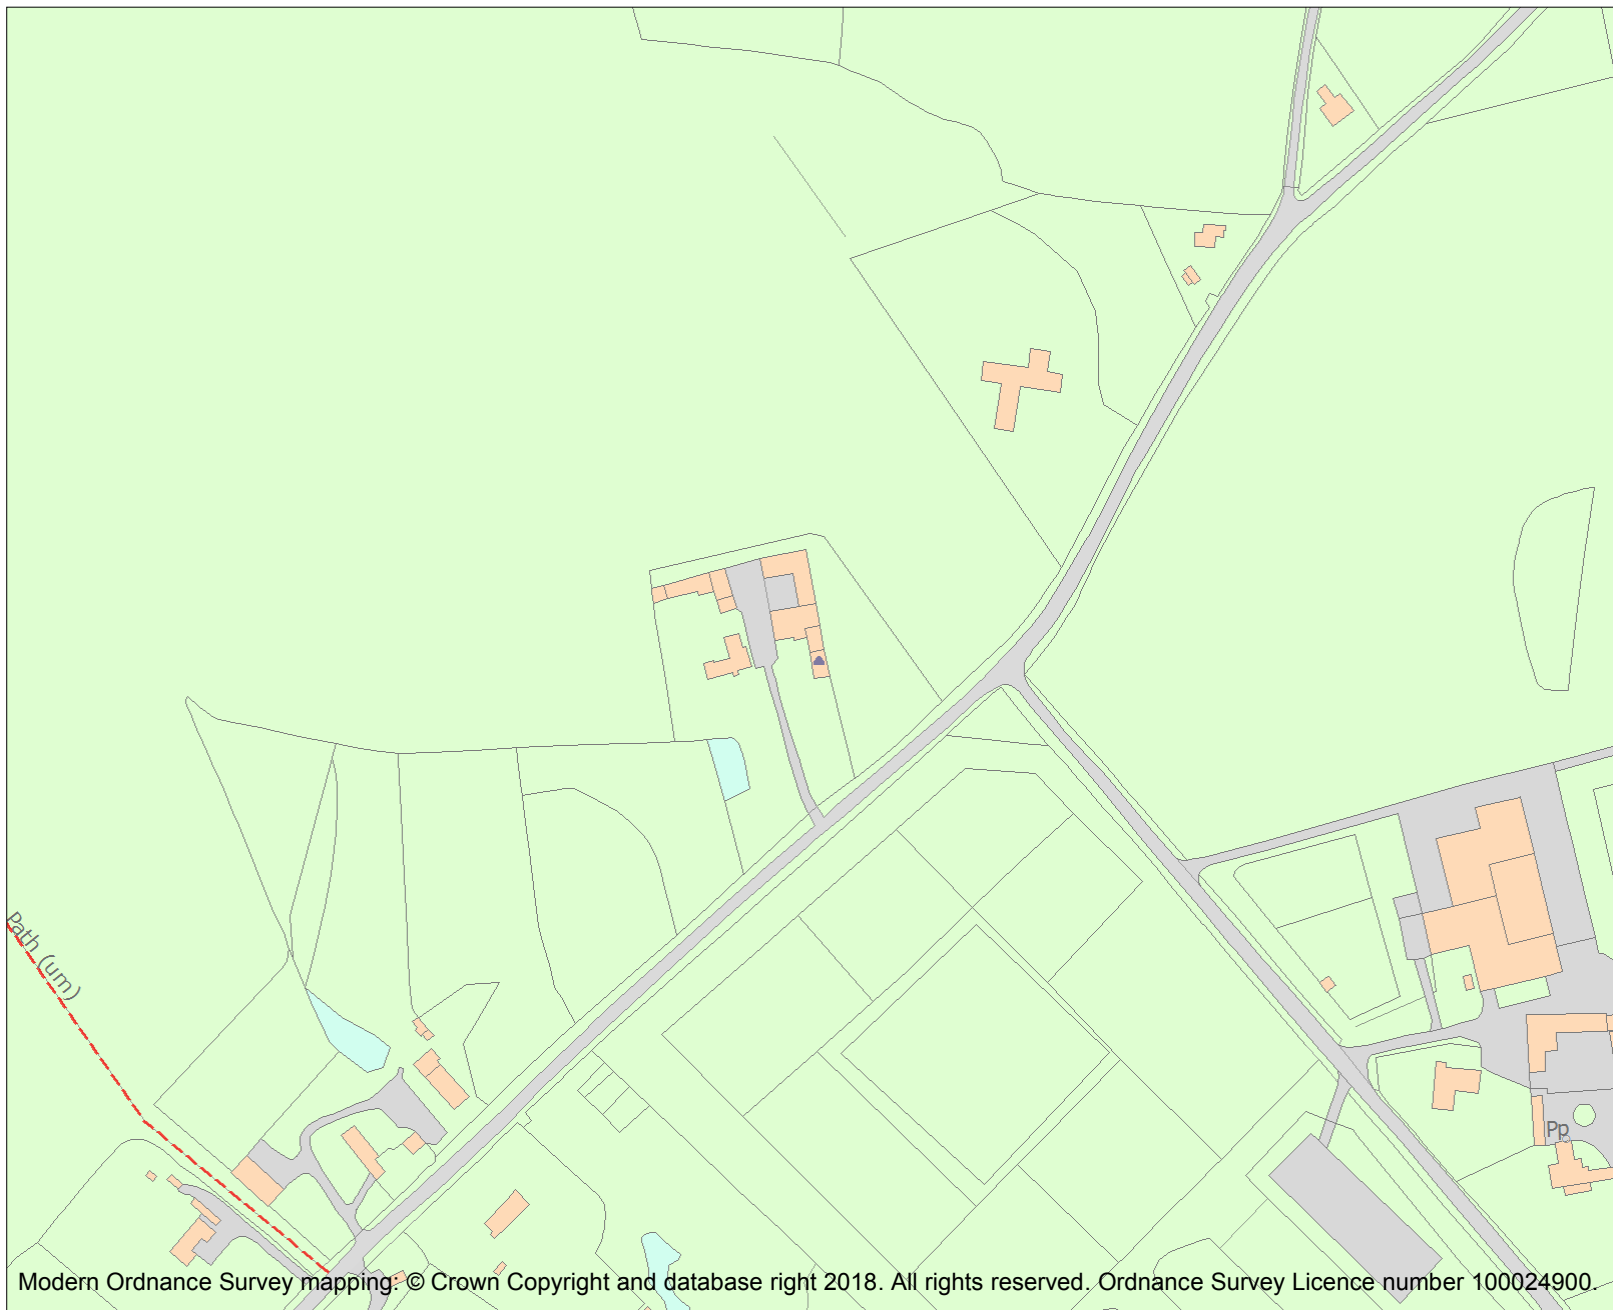 Path (um)
Pp
Modern Ordnance Survey mapping: © Crown Copyright and database right 2018. All rights reserved. Ordnance Survey Licence number 100024900.